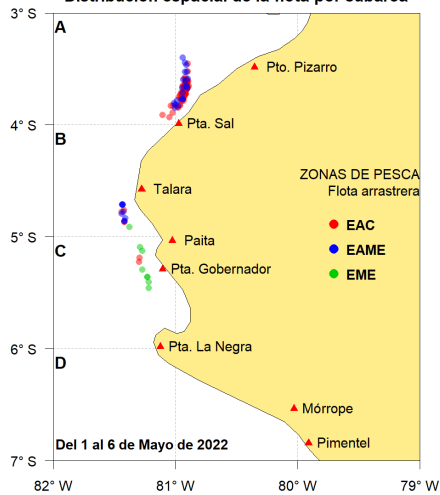 Distribución espacial de la flota por subárea
3° S
A
Pto. Pizarro
4° S
Pta. Sal
B
ZONAS DE PESCA
Talara
Flota arrastrera
EAC
5° S
Paita
C
EAME
Pta. Gobernador
EME
6° S
Pta. La Negra
D
Mórrope
Del 1 al 6 de Mayo de 2022
Pimentel
7° S
82° W 81° W 80° W 79° W